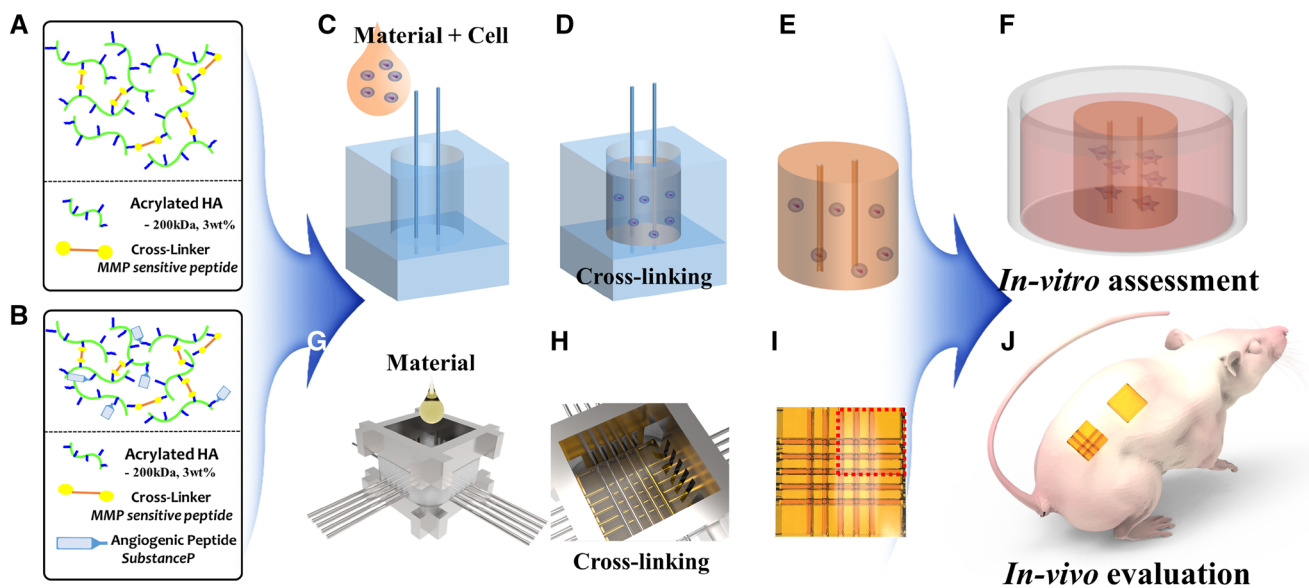 A
Acrylated HA
~ 200kDa, 3wt%
Cross-Linker
MMP sensitive peptide
B
Acrylated HA
~ 200kDa, 3wt%
Cross-Linker
MMP sensitive peptide
Angiogenic Peptide
SubstanceP
C
Material + Cell
D
Cross-linking
E
F
In-vitro assessment
G
Material
H
Cross-linking
I
J
In-vivo evaluation